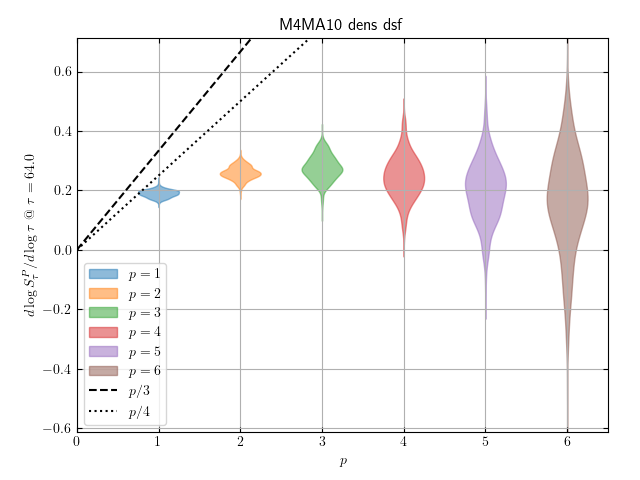 M4MA10 dens dsf
d log S_τ^P / d log τ @ τ = 64.0
0.6
0.4
0.2
0.0
−0.2
−0.4
−0.6
p = 1
p = 2
p = 3
p = 4
p = 5
p = 6
p/3
p/4
0 1 2 3 4 5 6
p